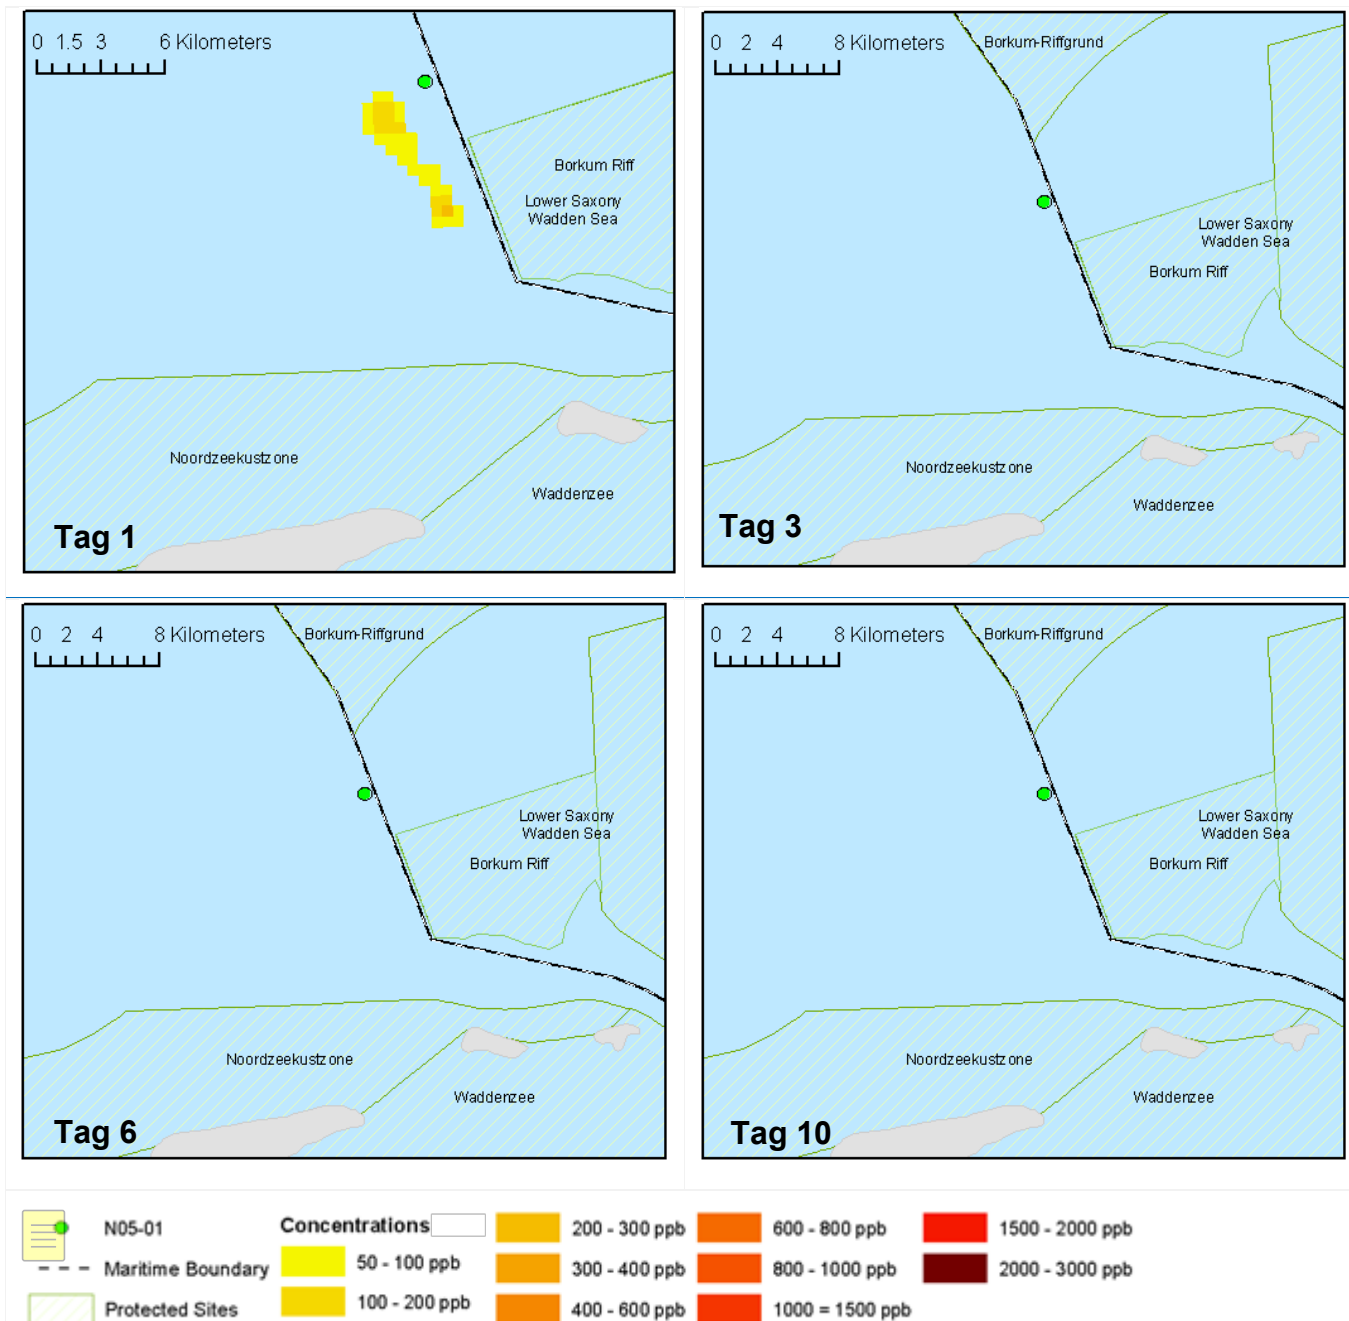 0 1.5 3 6 Kilometers
Borkum Riff
Lower Saxony
Wadden Sea
Noordzeekustzone
Waddenzee
Tag 1
0 2 4 8 Kilometers
Borkum-Riffgrund
Lower Saxony
Wadden Sea
Borkum Riff
Noordzeekustzone
Waddenzee
Tag 3
0 2 4 8 Kilometers
Borkum-Riffgrund
Lower Saxony
Wadden Sea
Borkum Riff
Noordzeekustzone
Waddenzee
Tag 6
0 2 4 8 Kilometers
Borkum-Riffgrund
Lower Saxony
Wadden Sea
Borkum Riff
Noordzeekustzone
Waddenzee
Tag 10
N05-01
Maritime Boundary
Protected Sites
Concentrations
50 - 100 ppb
100 - 200 ppb
200 - 300 ppb
300 - 400 ppb
400 - 600 ppb
600 - 800 ppb
800 - 1000 ppb
1000 = 1500 ppb
1500 - 2000 ppb
2000 - 3000 ppb